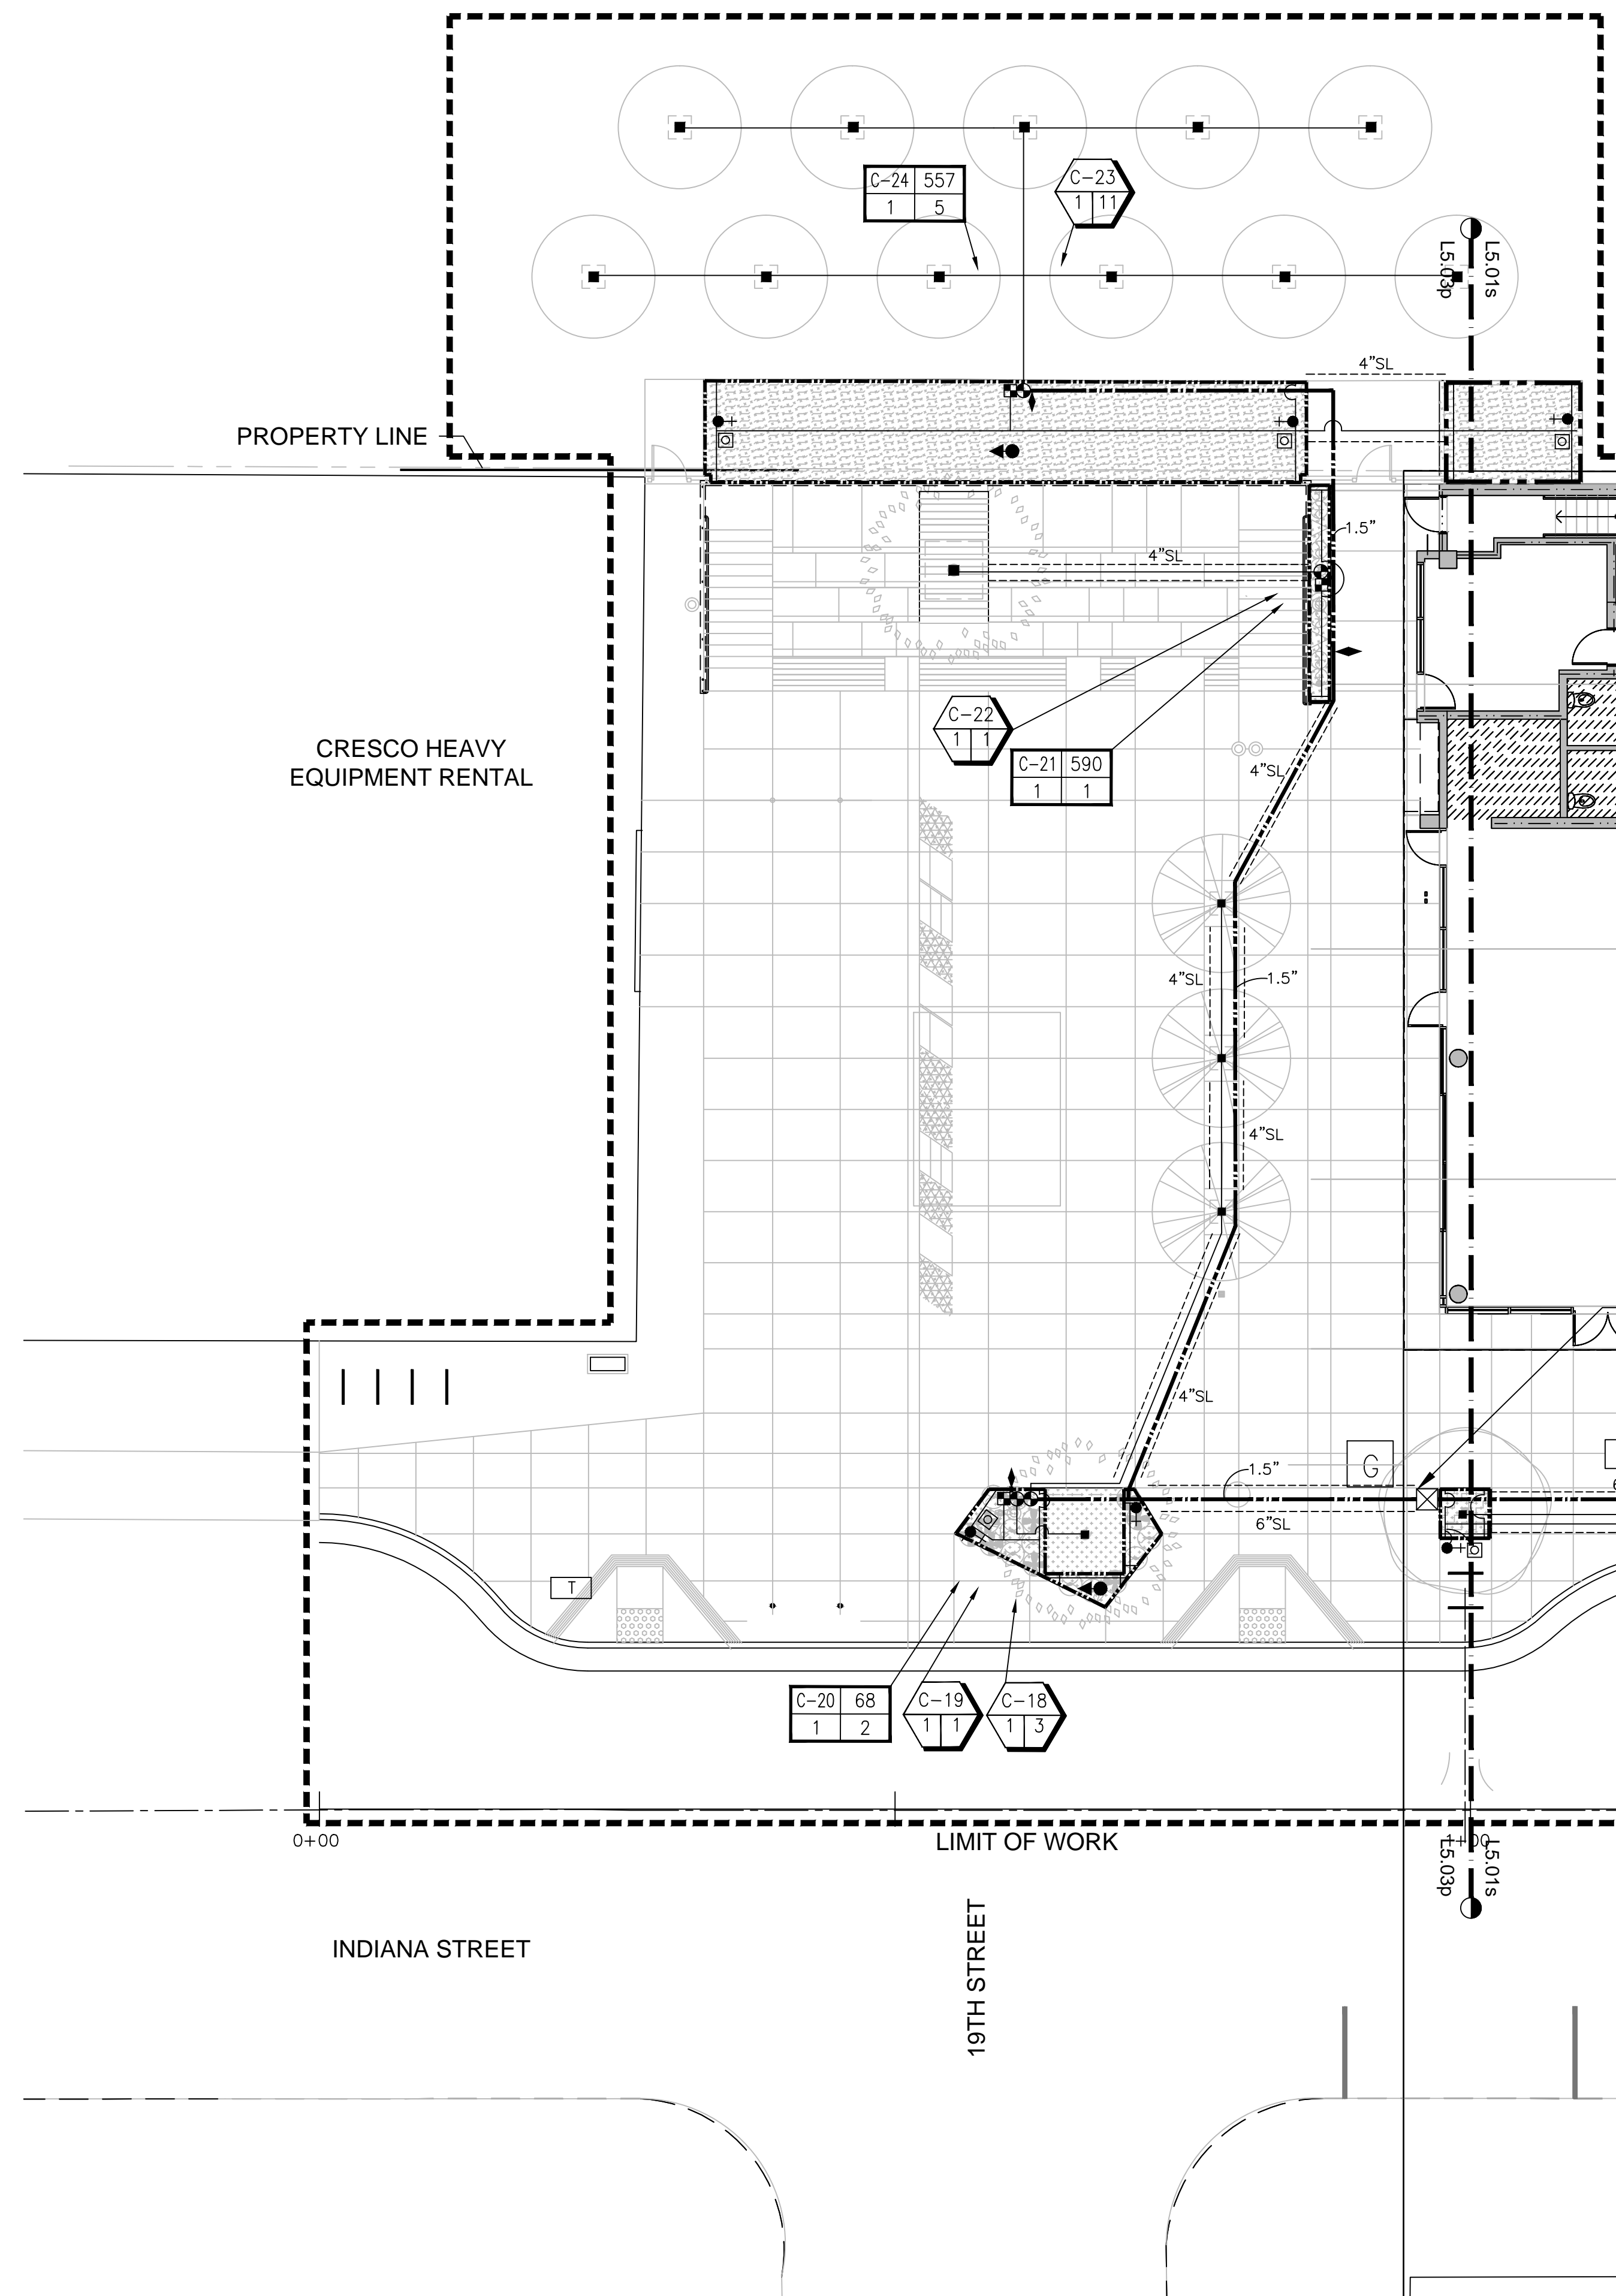 C-24 557
1 5
C-23
1 11
L5.03p
L5.01s
4"SL
PROPERTY LINE
1.5"
4"SL
CRESCO HEAVY
EQUIPMENT RENTAL
C-22
1 1
C-21 590
1 1
4"SL
4"SL
1.5"
4"SL
4"SL
G
1.5"
6"SL
6
T
C-20 68
1 2
C-19
1 1
C-18
1 3
0+00
LIMIT OF WORK
1+00
L5.03p
L5.01s
19TH STREET
INDIANA STREET